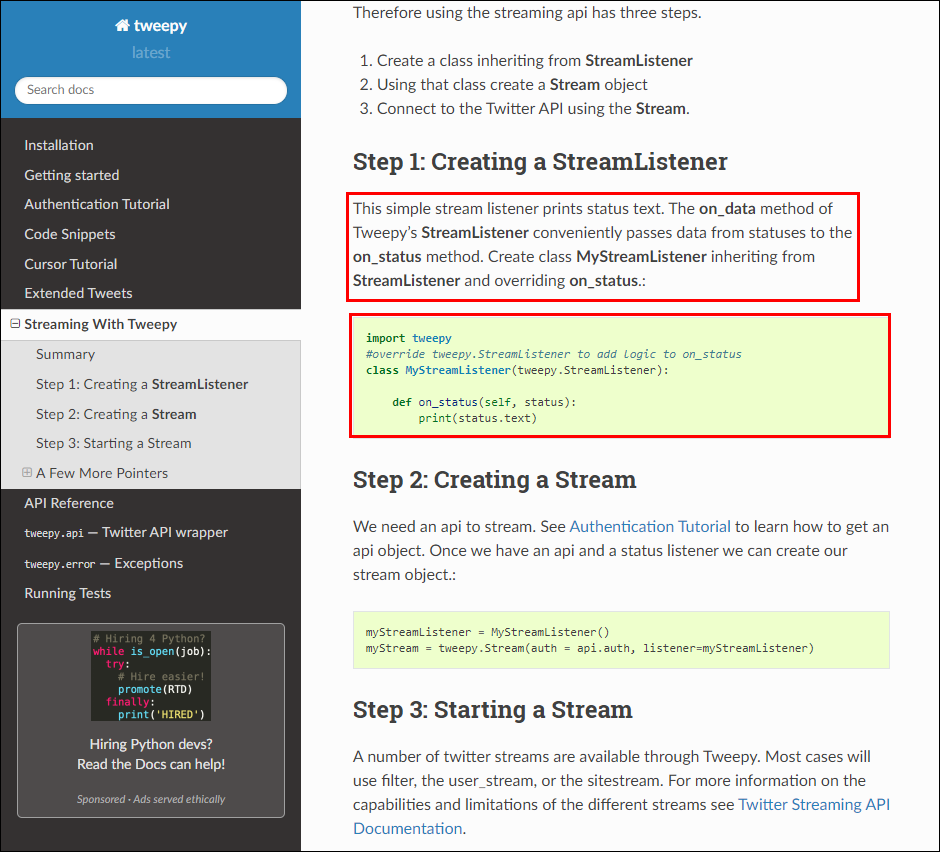 tweepy
latest
Search docs
Installation
Getting started
Authentication Tutorial
Code Snippets
Cursor Tutorial
Extended Tweets
Streaming With Tweepy
Summary
Step 1: Creating a StreamListener
Step 2: Creating a Stream
Step 3: Starting a Stream
A Few More Pointers
API Reference
tweepy.api — Twitter API wrapper
tweepy.error — Exceptions
Running Tests
# Hiring 4 Python?
while is_open(job):
try:
# Hire easier!
promote(RTD)
finally:
print('HIRED')
Hiring Python devs?
Read the Docs can help!
Sponsored · Ads served ethically
Therefore using the streaming api has three steps.
1. Create a class inheriting from StreamListener
2. Using that class create a Stream object
3. Connect to the Twitter API using the Stream.
Step 1: Creating a StreamListener
This simple stream listener prints status text. The on_data method of
Tweepy’s StreamListener conveniently passes data from statuses to the
on_status method. Create class MyStreamListener inheriting from
StreamListener and overriding on_status.:
import tweepy
#override tweepy.StreamListener to add logic to on_status
class MyStreamListener(tweepy.StreamListener):
def on_status(self, status):
print(status.text)
Step 2: Creating a Stream
We need an api to stream. See Authentication Tutorial to learn how to get an
api object. Once we have an api and a status listener we can create our
stream object.:
myStreamListener = MyStreamListener()
myStream = tweepy.Stream(auth = api.auth, listener=myStreamListener)
Step 3: Starting a Stream
A number of twitter streams are available through Tweepy. Most cases will
use filter, the user_stream, or the sitestream. For more information on the
capabilities and limitations of the different streams see Twitter Streaming API
Documentation.